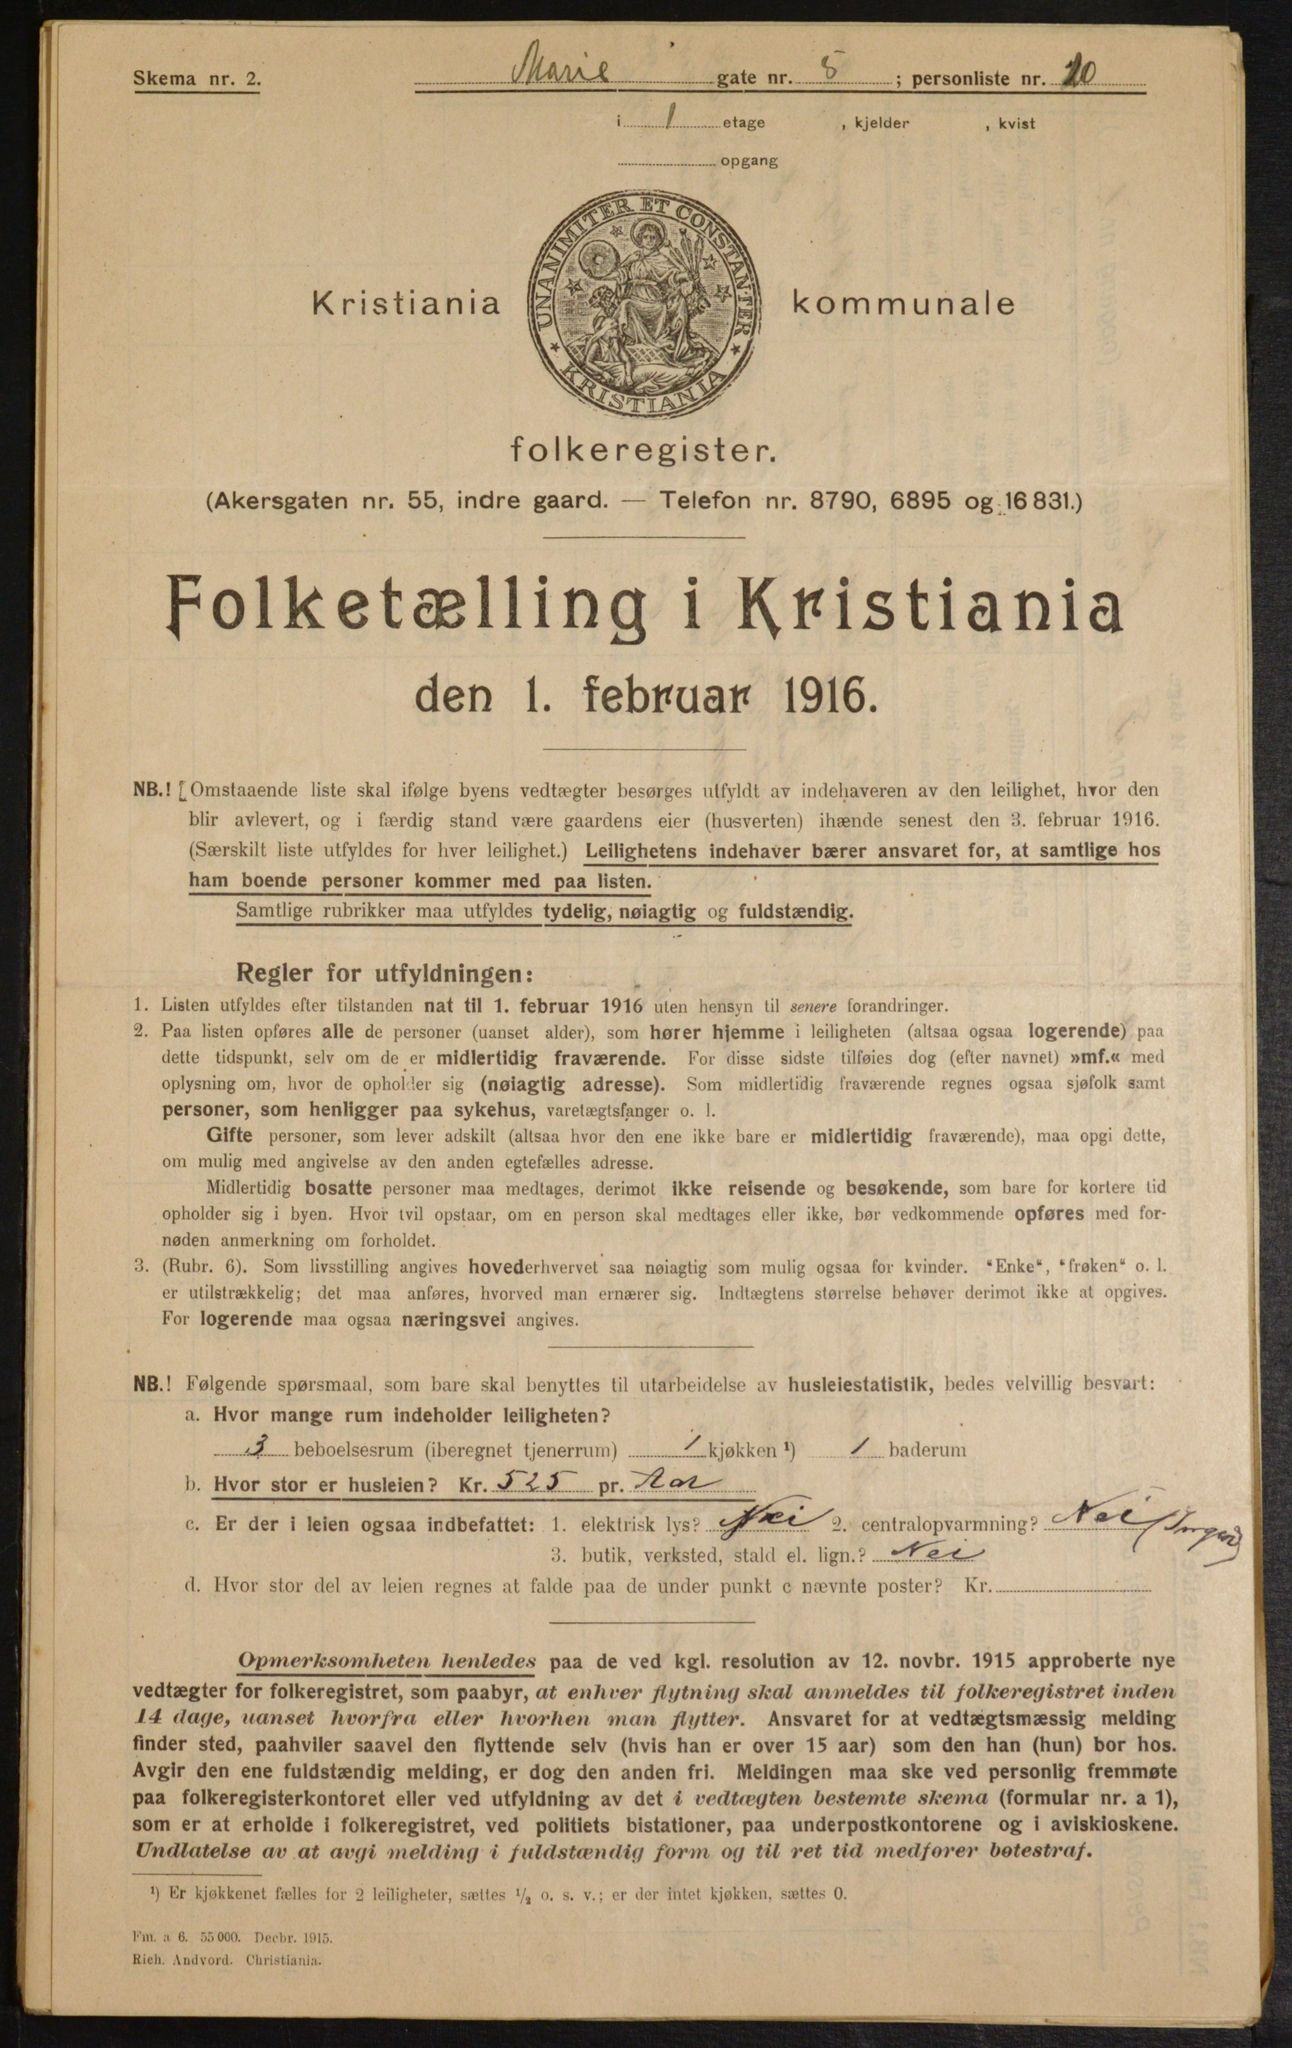 Skema nr. 2.
Marie gate nr. 5 ; personliste nr. 10
i 1 etage , kjelder , kvist
opgang
UNANIMITER ET CONSTANTER
KRISTIANIA
Kristiania kommunale
folkeregister.
(Akersgaten nr. 55, indre gaard. — Telefon nr. 8790, 6895 og 16 831.)
Folketælling i Kristiania
den 1. februar 1916.
NB.! [Omstaaende liste skal ifølge byens vedtægter besørges utfyldt av indehaveren av den leilighet, hvor den
blir avlevert, og i færdig stand være gaardens eier (husverten) ihænde senest den 3. februar 1916.
(Særskilt liste utfyldes for hver leilighet.) Leilighetens indehaver bærer ansvaret for, at samtlige hos
ham boende personer kommer med paa listen.
Samtlige rubrikker maa utfyldes tydelig, nøiagtig og fuldstændig.
Regler for utfyldningen:
1. Listen utfyldes efter tilstanden nat til 1. februar 1916 uten hensyn til senere forandringer.
2. Paa listen opføres alle de personer (uanset alder), som hører hjemme i leiligheten (altsaa ogsaa logerende) paa
dette tidspunkt, selv om de er midlertidig fraværende. For disse sidste tilføies dog (efter navnet) »mf.« med
oplysning om, hvor de opholder sig (nøiagtig adresse). Som midlertidig fraværende regnes ogsaa sjøfolk samt
personer, som henligger paa sykehus, varetægtsfanger o. l.
Gifte personer, som lever adskilt (altsaa hvor den ene ikke bare er midlertidig fraværende), maa opgi dette,
om mulig med angivelse av den anden egtefælles adresse.
Midlertidig bosatte personer maa medtages, derimot ikke reisende og besøkende, som bare for kortere tid
opholder sig i byen. Hvor tvil opstaar, om en person skal medtages eller ikke, bør vedkommende opføres med for-
nøden anmerkning om forholdet.
3. (Rubr. 6). Som livsstilling angives hovederhvervet saa nøiagtig som mulig ogsaa for kvinder. "Enke", "frøken" o. l.
er utilstrækkelig; det maa anføres, hvorved man ernærer sig. Indtægtens størrelse behøver derimot ikke at opgives.
For logerende maa ogsaa næringsvei angives.
NB.! Følgende spørsmaal, som bare skal benyttes til utarbeidelse av husleiestatistik, bedes velvillig besvart:
a. Hvor mange rum indeholder leiligheten?
3 beboelsesrum (iberegnet tjenerrum) 1 kjøkken ¹) 1 baderum
b. Hvor stor er husleien? Kr. 525 pr. Aar
c. Er der i leien ogsaa indbefattet: 1. elektrisk lys? Nei 2. centralopvarmning? Nei
3. butik, verksted, stald el. lign.? Nei
d. Hvor stor del av leien regnes at falde paa de under punkt c nævnte poster? Kr.
Opmerksomheten henledes paa de ved kgl. resolution av 12. novbr. 1915 approberte nye
vedtægter for folkeregistret, som paabyr, at enhver flytning skal anmeldes til folkeregistret inden
14 dage, uanset hvorfra eller hvorhen man flytter. Ansvaret for at vedtægtsmæssig melding
finder sted, paahviler saavel den flyttende selv (hvis han er over 15 aar) som den han (hun) bor hos.
Avgir den ene fuldstændig melding, er dog den anden fri. Meldingen maa ske ved personlig fremmøte
paa folkeregisterkontoret eller ved utfyldning av det i vedtægten bestemte skema (formular nr. a 1),
som er at erholde i folkeregistret, ved politiets bistationer, paa underpostkontorene og i aviskioskene.
Undlatelse av at avgi melding i fuldstændig form og til ret tid medfører bøtestraf.
¹) Er kjøkkenet fælles for 2 leiligheter, sættes 1/2 o. s. v.; er der intet kjøkken, sættes 0.
Fm. a 6. 55 000. Decbr. 1915.
Rich. Andvord. Christiania.